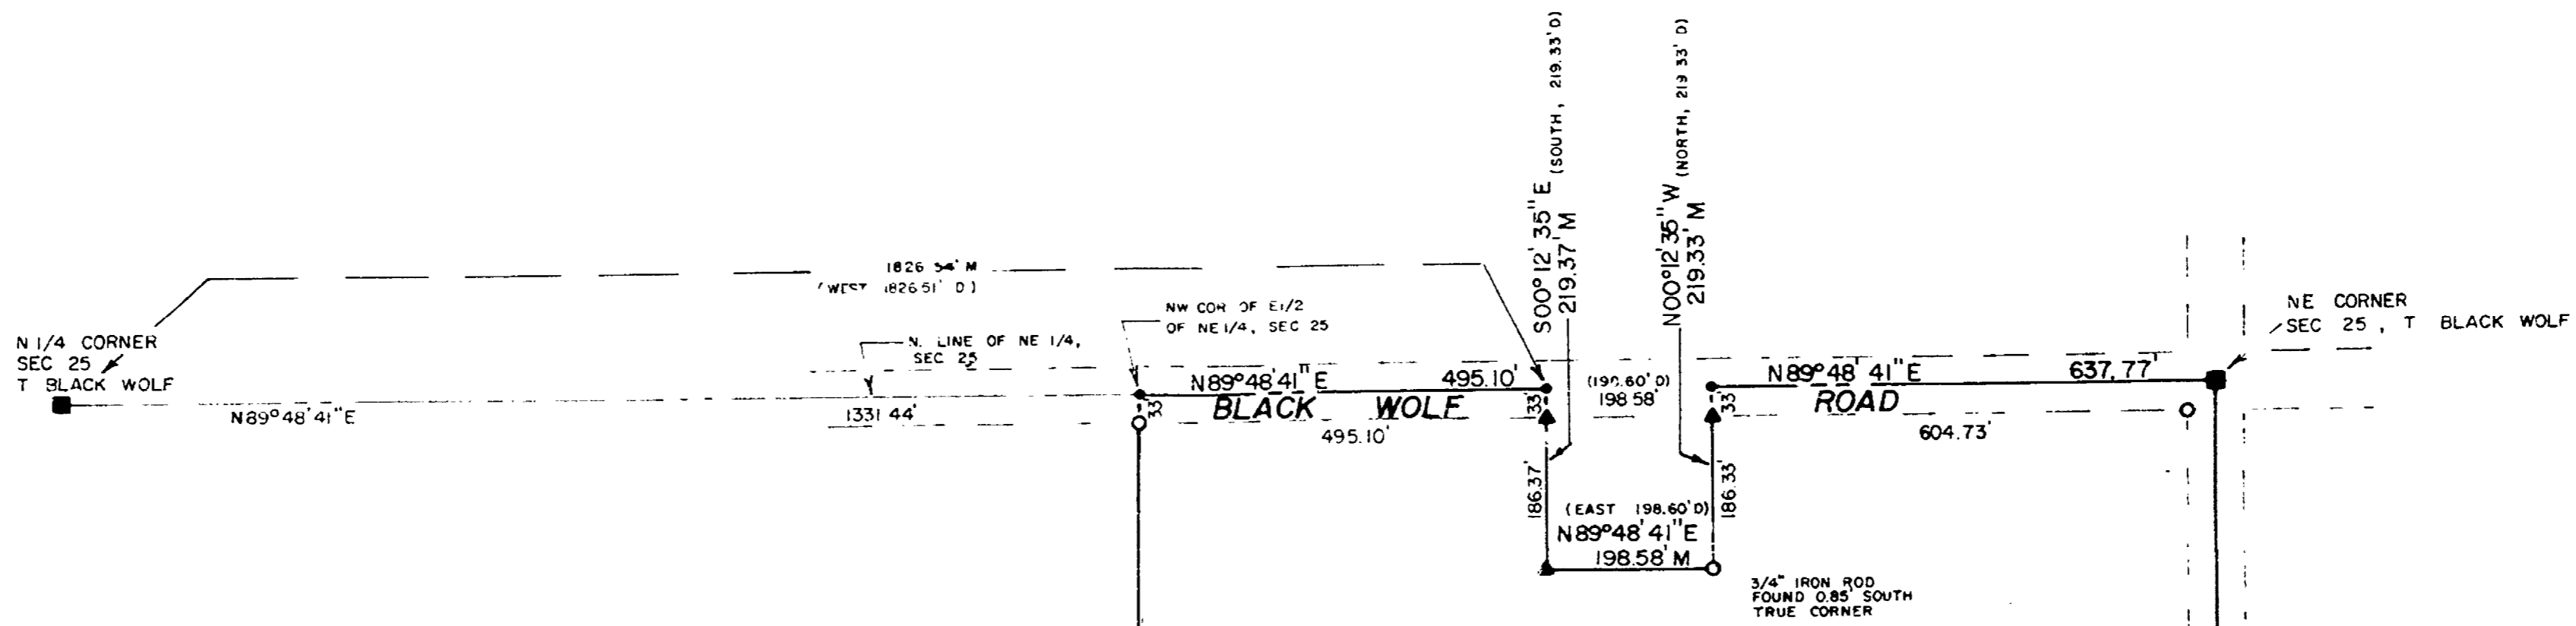 (SOUTH, 219.33' D)
S00°12'35"E
219.37' M
(NORTH, 219 33' D)
N00°12'35"W
219.33' M
1826 54' M
(WEST 1826 51' D)
N 1/4 CORNER
SEC 25
T BLACK WOLF
N. LINE OF NE 1/4,
SEC 25
NW COR OF E1/2
OF NE 1/4, SEC 25
NE CORNER
SEC 25, T BLACK WOLF
N89°48'41"E
1331 44'
33'
N89°48'41"E
495.10'
BLACK WOLF
495.10'
33'
198.58'
33'
N89°48'41"E
637.77'
ROAD
604.73'
186.37'
186.33'
(EAST 198.60' D)
N89°48'41"E
198.58' M
3/4" IRON ROD
FOUND 0.85' SOUTH
TRUE CORNER